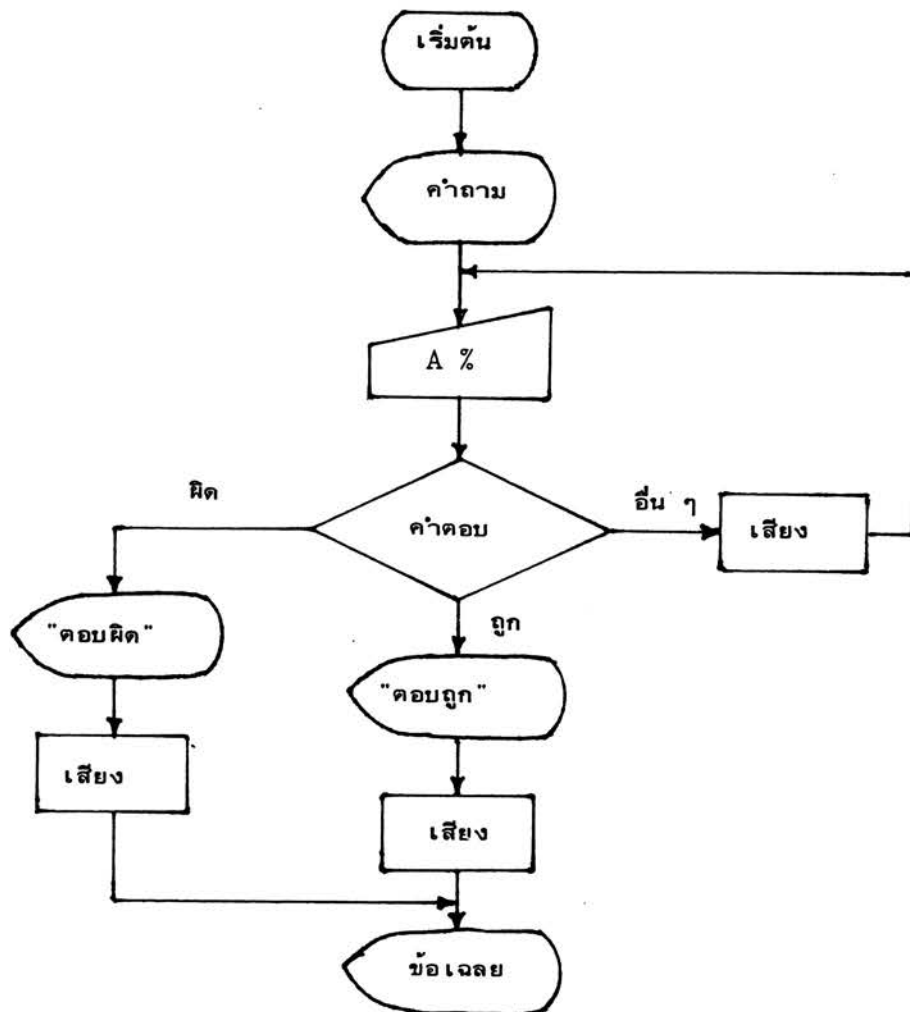 เริ่มต้น
คำถาม
A %
ผิด
อื่น ๆ
คำตอบ
เสียง
ถูก
"ตอบผิด"
"ตอบถูก"
เสียง
เสียง
ข้อเฉลย